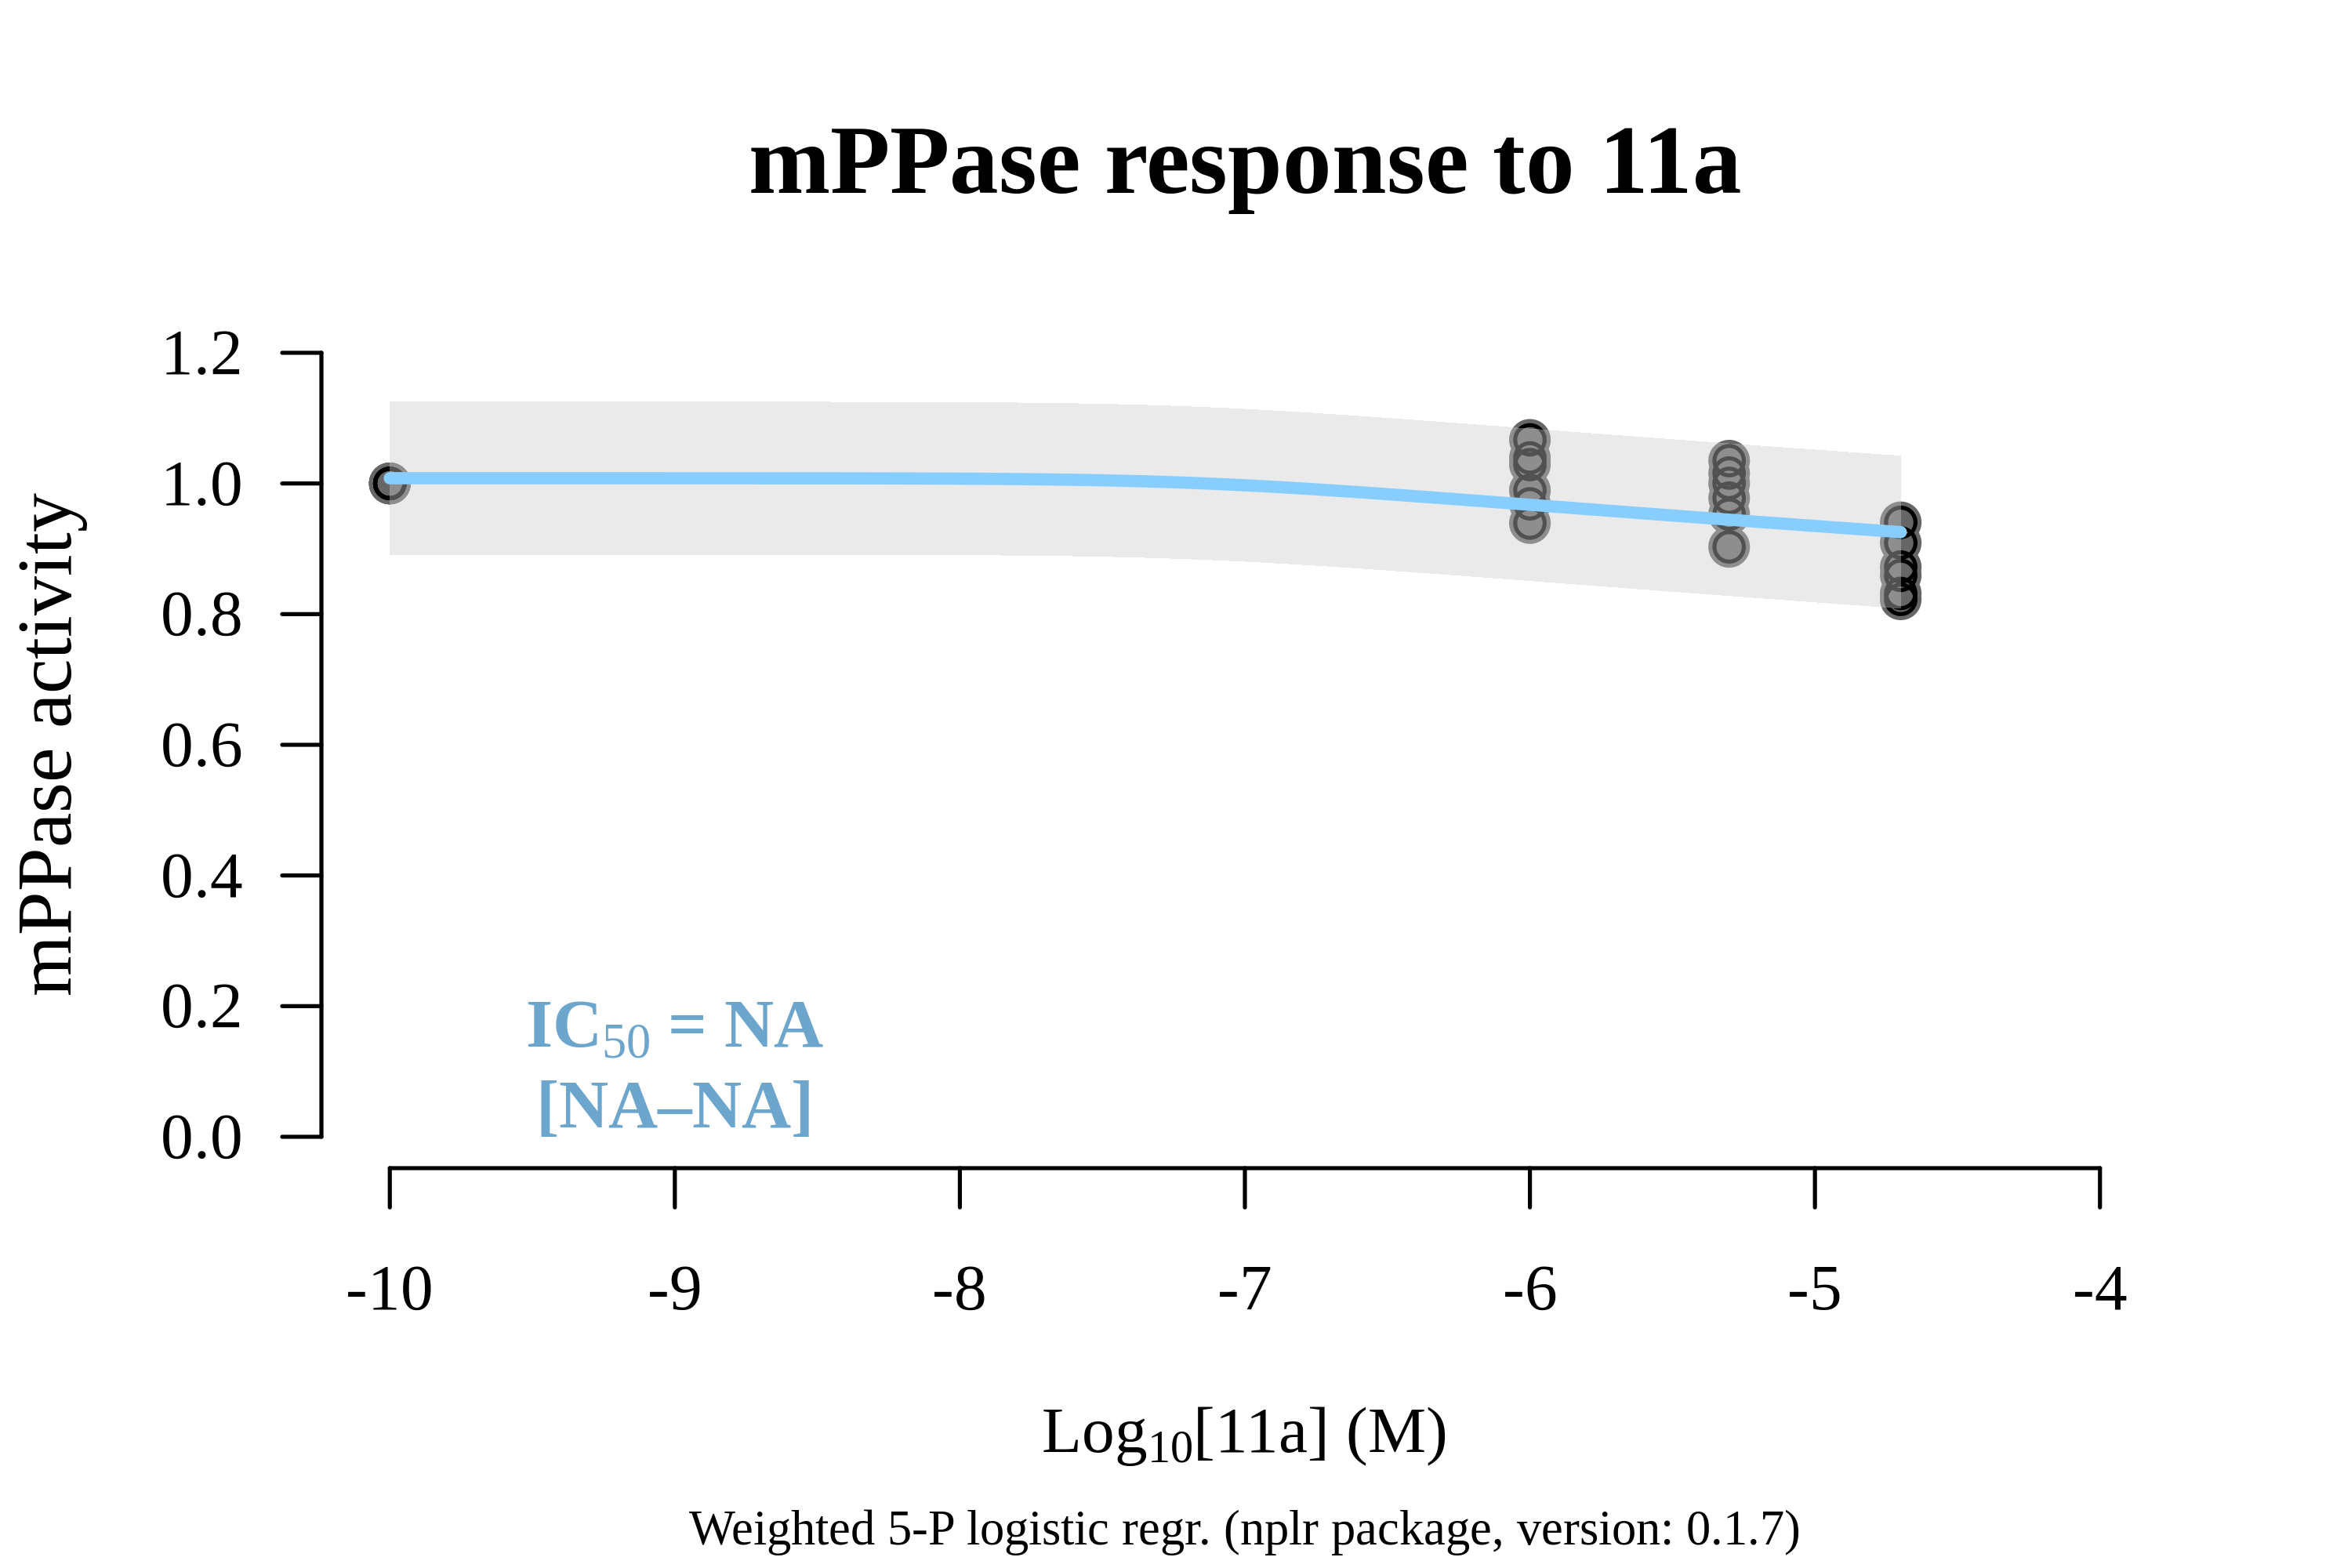 mPPase response to 11a
mPPase activity
1.2
1.0
0.8
0.6
0.4
0.2
0.0
IC50 = NA
[NA–NA]
-10 -9 -8 -7 -6 -5 -4
Log10[11a] (M)
Weighted 5-P logistic regr. (nplr package, version: 0.1.7)